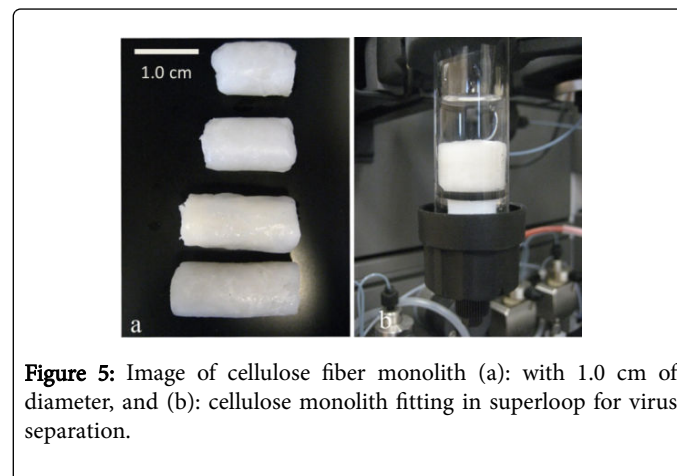 1.0 cm
a
b
Figure 5: Image of cellulose fiber monolith (a): with 1.0 cm of
diameter, and (b): cellulose monolith fitting in superloop for virus
separation.